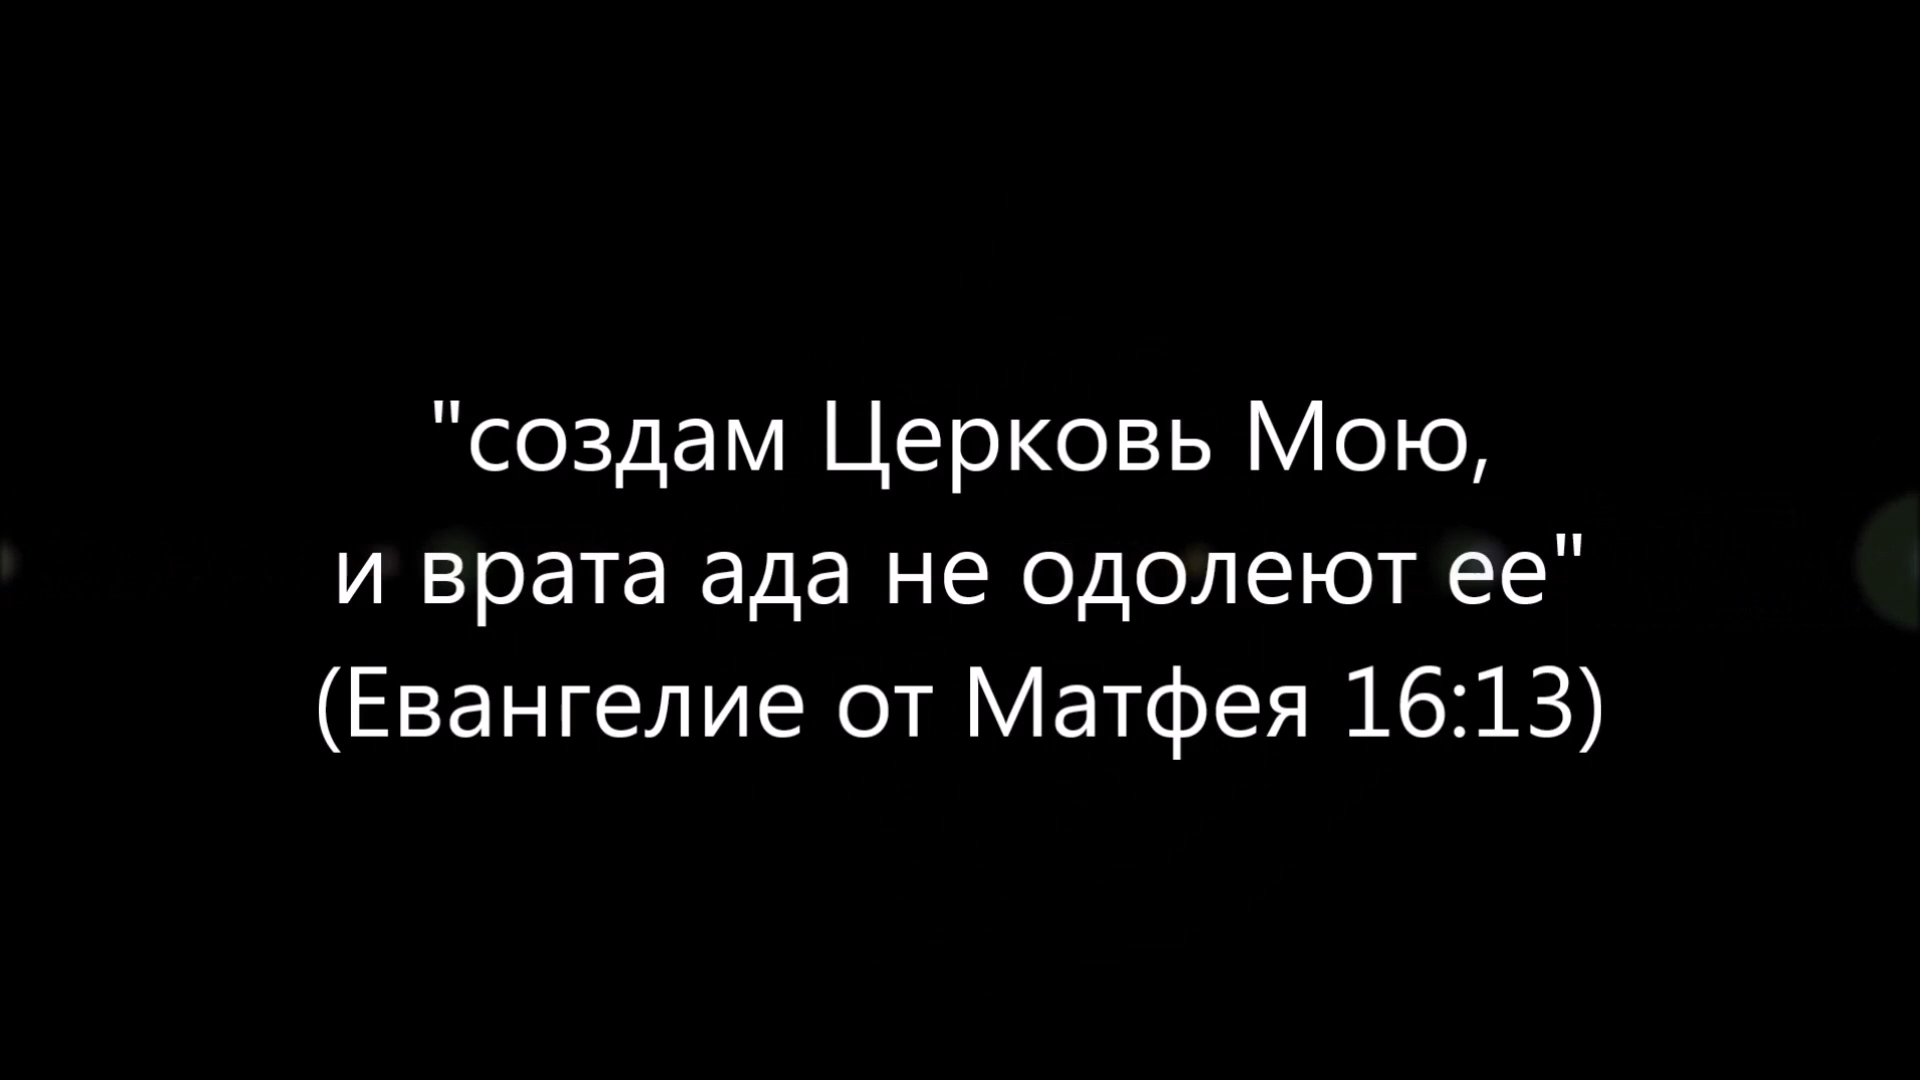 "создам Церковь Мою,
и врата ада не одолеют ее"
(Евангелие от Матфея 16:13)